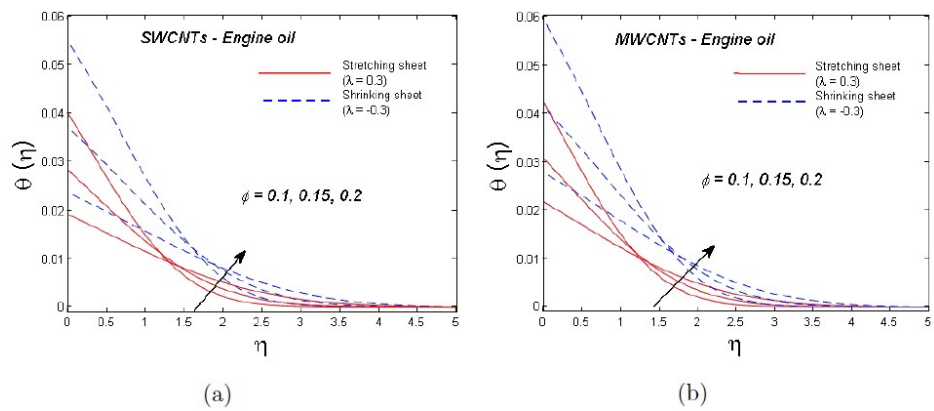 0.06
0.05
0.04
0.03
0.02
0.01
0
θ (η)
SWCNTs - Engine oil
Stretching sheet
(λ = 0.3)
Shrinking sheet
(λ = -0.3)
ϕ = 0.1, 0.15, 0.2
0 0.5 1 1.5 2 2.5 3 3.5 4 4.5 5
η
(a)
0.06
0.05
0.04
0.03
0.02
0.01
0
θ (η)
MWCNTs - Engine oil
Stretching sheet
(λ = 0.3)
Shrinking sheet
(λ = -0.3)
ϕ = 0.1, 0.15, 0.2
0 0.5 1 1.5 2 2.5 3 3.5 4 4.5 5
η
(b)